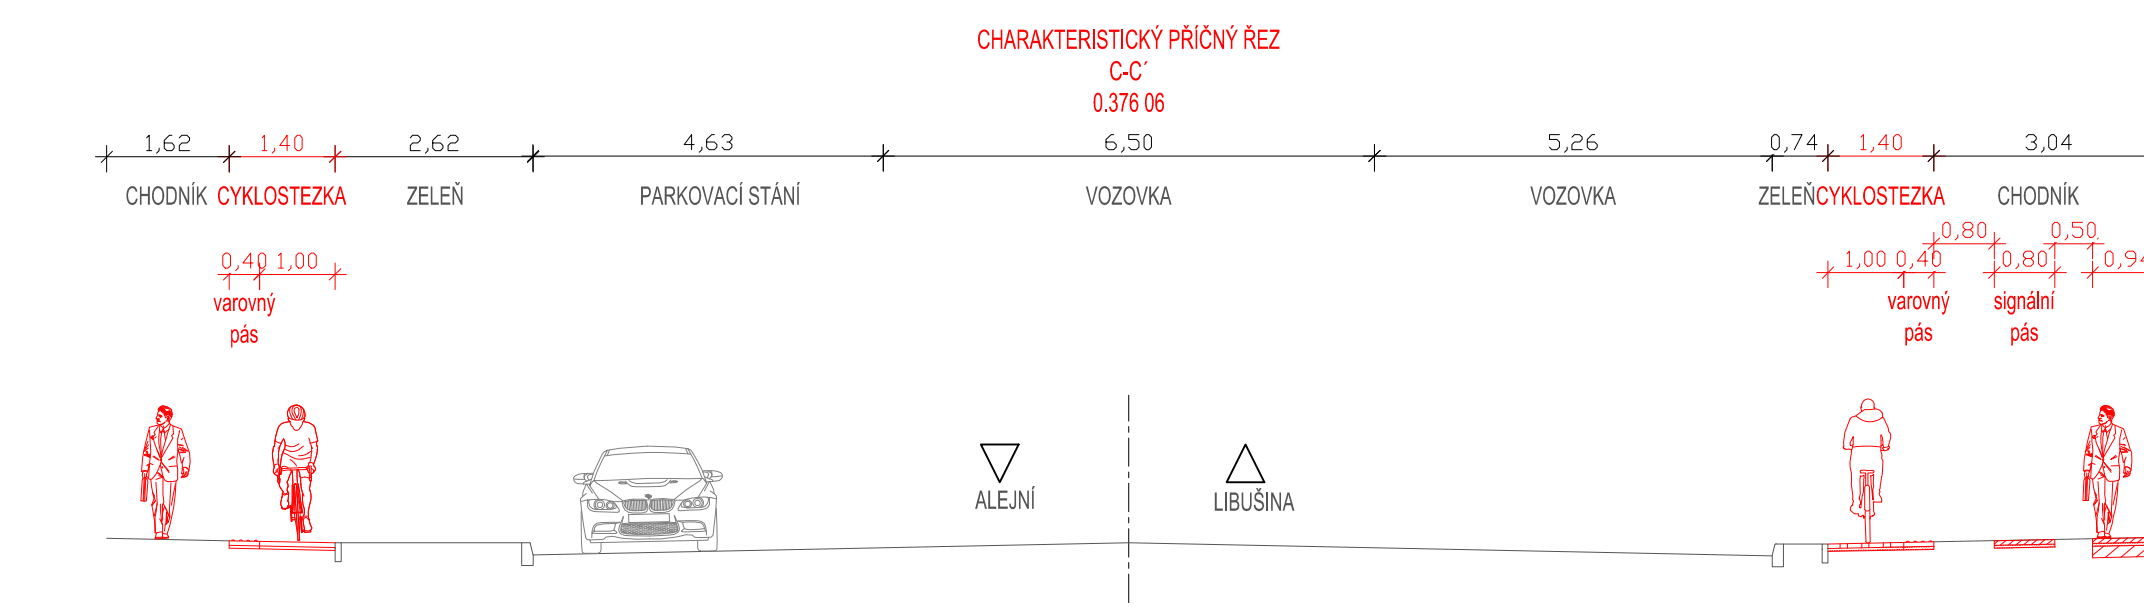 CHARAKTERISTICKÝ PŘÍČNÝ ŘEZ
C-C´
0.376 06
1,62 1,40 2,62 4,63 6,50 5,26 0,74 1,40 3,04
CHODNÍK CYKLOSTEZKA ZELEŇ PARKOVACÍ STÁNÍ VOZOVKA VOZOVKA ZELEŇ CYKLOSTEZKA CHODNÍK
0,80 0,50
0,40 1,00 1,00 0,40 0,80 0,94
varovný varovný signální
pás pás pás
ALEJNÍ LIBUŠINA